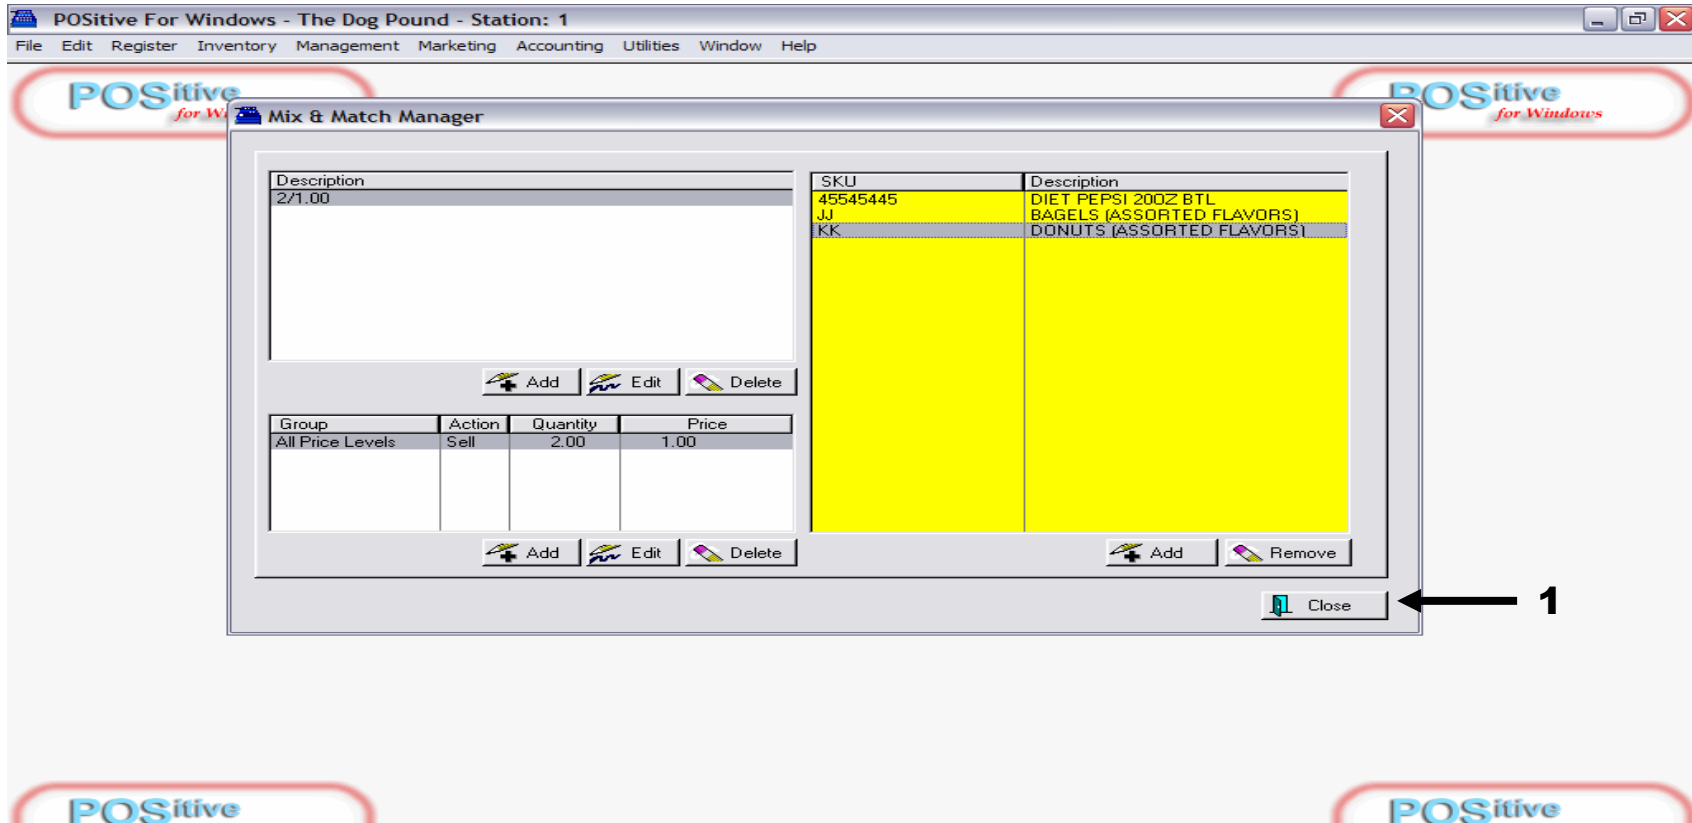 POSitive For Windows - The Dog Pound - Station: 1
File Edit Register Inventory Management Marketing Accounting Utilities Window Help
POSitive
for Wi
POSitive
for Windows
Mix & Match Manager
Description
2/1.00
Add Edit Delete
Group Action Quantity Price
All Price Levels Sell 2.00 1.00
Add Edit Delete
SKU Description
45545445 DIET PEPSI 20OZ BTL
JJ BAGELS (ASSORTED FLAVORS)
KK DONUTS (ASSORTED FLAVORS)
Add Remove
Close
1
POSitive
POSitive